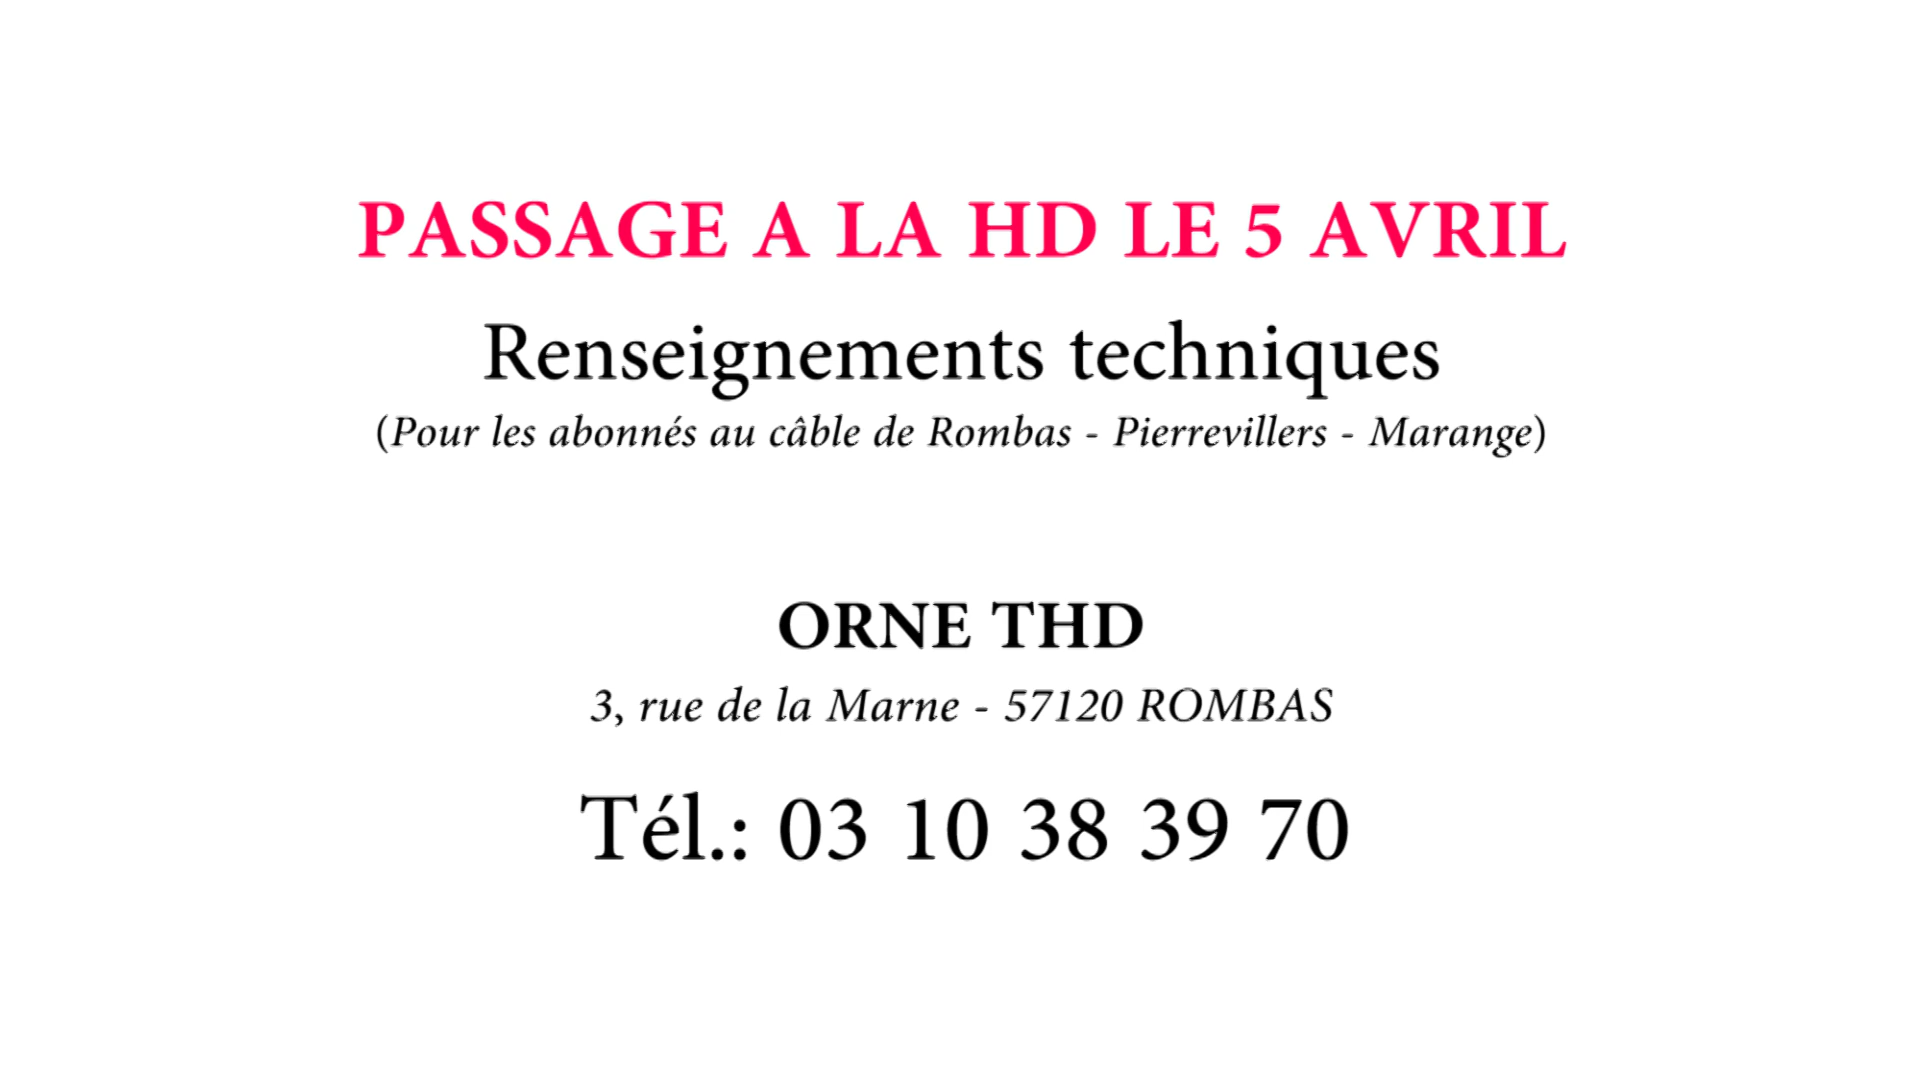 PASSAGE A LA HD LE 5 AVRIL
Renseignements techniques
(Pour les abonnés au câble de Rombas - Pierrevillers - Marange)
ORNE THD
3, rue de la Marne - 57120 ROMBAS
Tél.: 03 10 38 39 70